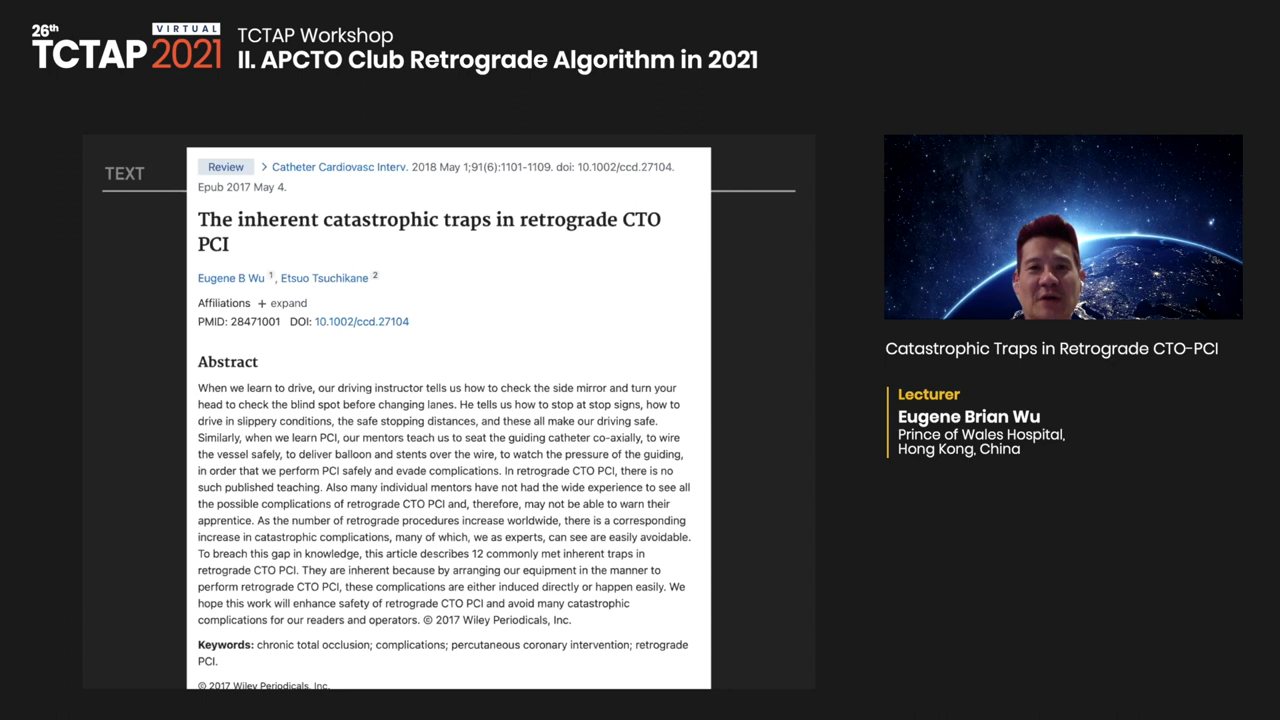 26th
VIRTUAL
TCTAP 2021
TCTAP Workshop
II. APCTO Club Retrograde Algorithm in 2021
TEXT
Review > Catheter Cardiovasc Interv. 2018 May 1;91(6):1101-1109. doi: 10.1002/ccd.27104.
Epub 2017 May 4.
The inherent catastrophic traps in retrograde CTO
PCI
Eugene B Wu 1, Etsuo Tsuchikane 2
Affiliations + expand
PMID: 28471001 DOI: 10.1002/ccd.27104
Abstract
When we learn to drive, our driving instructor tells us how to check the side mirror and turn your
head to check the blind spot before changing lanes. He tells us how to stop at stop signs, how to
drive in slippery conditions, the safe stopping distances, and these all make our driving safe.
Similarly, when we learn PCI, our mentors teach us to seat the guiding catheter co-axially, to wire
the vessel safely, to deliver balloon and stents over the wire, to watch the pressure of the guiding,
in order that we perform PCI safely and evade complications. In retrograde CTO PCI, there is no
such published teaching. Also many individual mentors have not had the wide experience to see all
the possible complications of retrograde CTO PCI and, therefore, may not be able to warn their
apprentice. As the number of retrograde procedures increase worldwide, there is a corresponding
increase in catastrophic complications, many of which, we as experts, can see are easily avoidable.
To breach this gap in knowledge, this article describes 12 commonly met inherent traps in
retrograde CTO PCI. They are inherent because by arranging our equipment in the manner to
perform retrograde CTO PCI, these complications are either induced directly or happen easily. We
hope this work will enhance safety of retrograde CTO PCI and avoid many catastrophic
complications for our readers and operators. © 2017 Wiley Periodicals, Inc.
Keywords: chronic total occlusion; complications; percutaneous coronary intervention; retrograde
PCI.
© 2017 Wiley Periodicals, Inc.
Catastrophic Traps in Retrograde CTO-PCI
Lecturer
Eugene Brian Wu
Prince of Wales Hospital,
Hong Kong, China